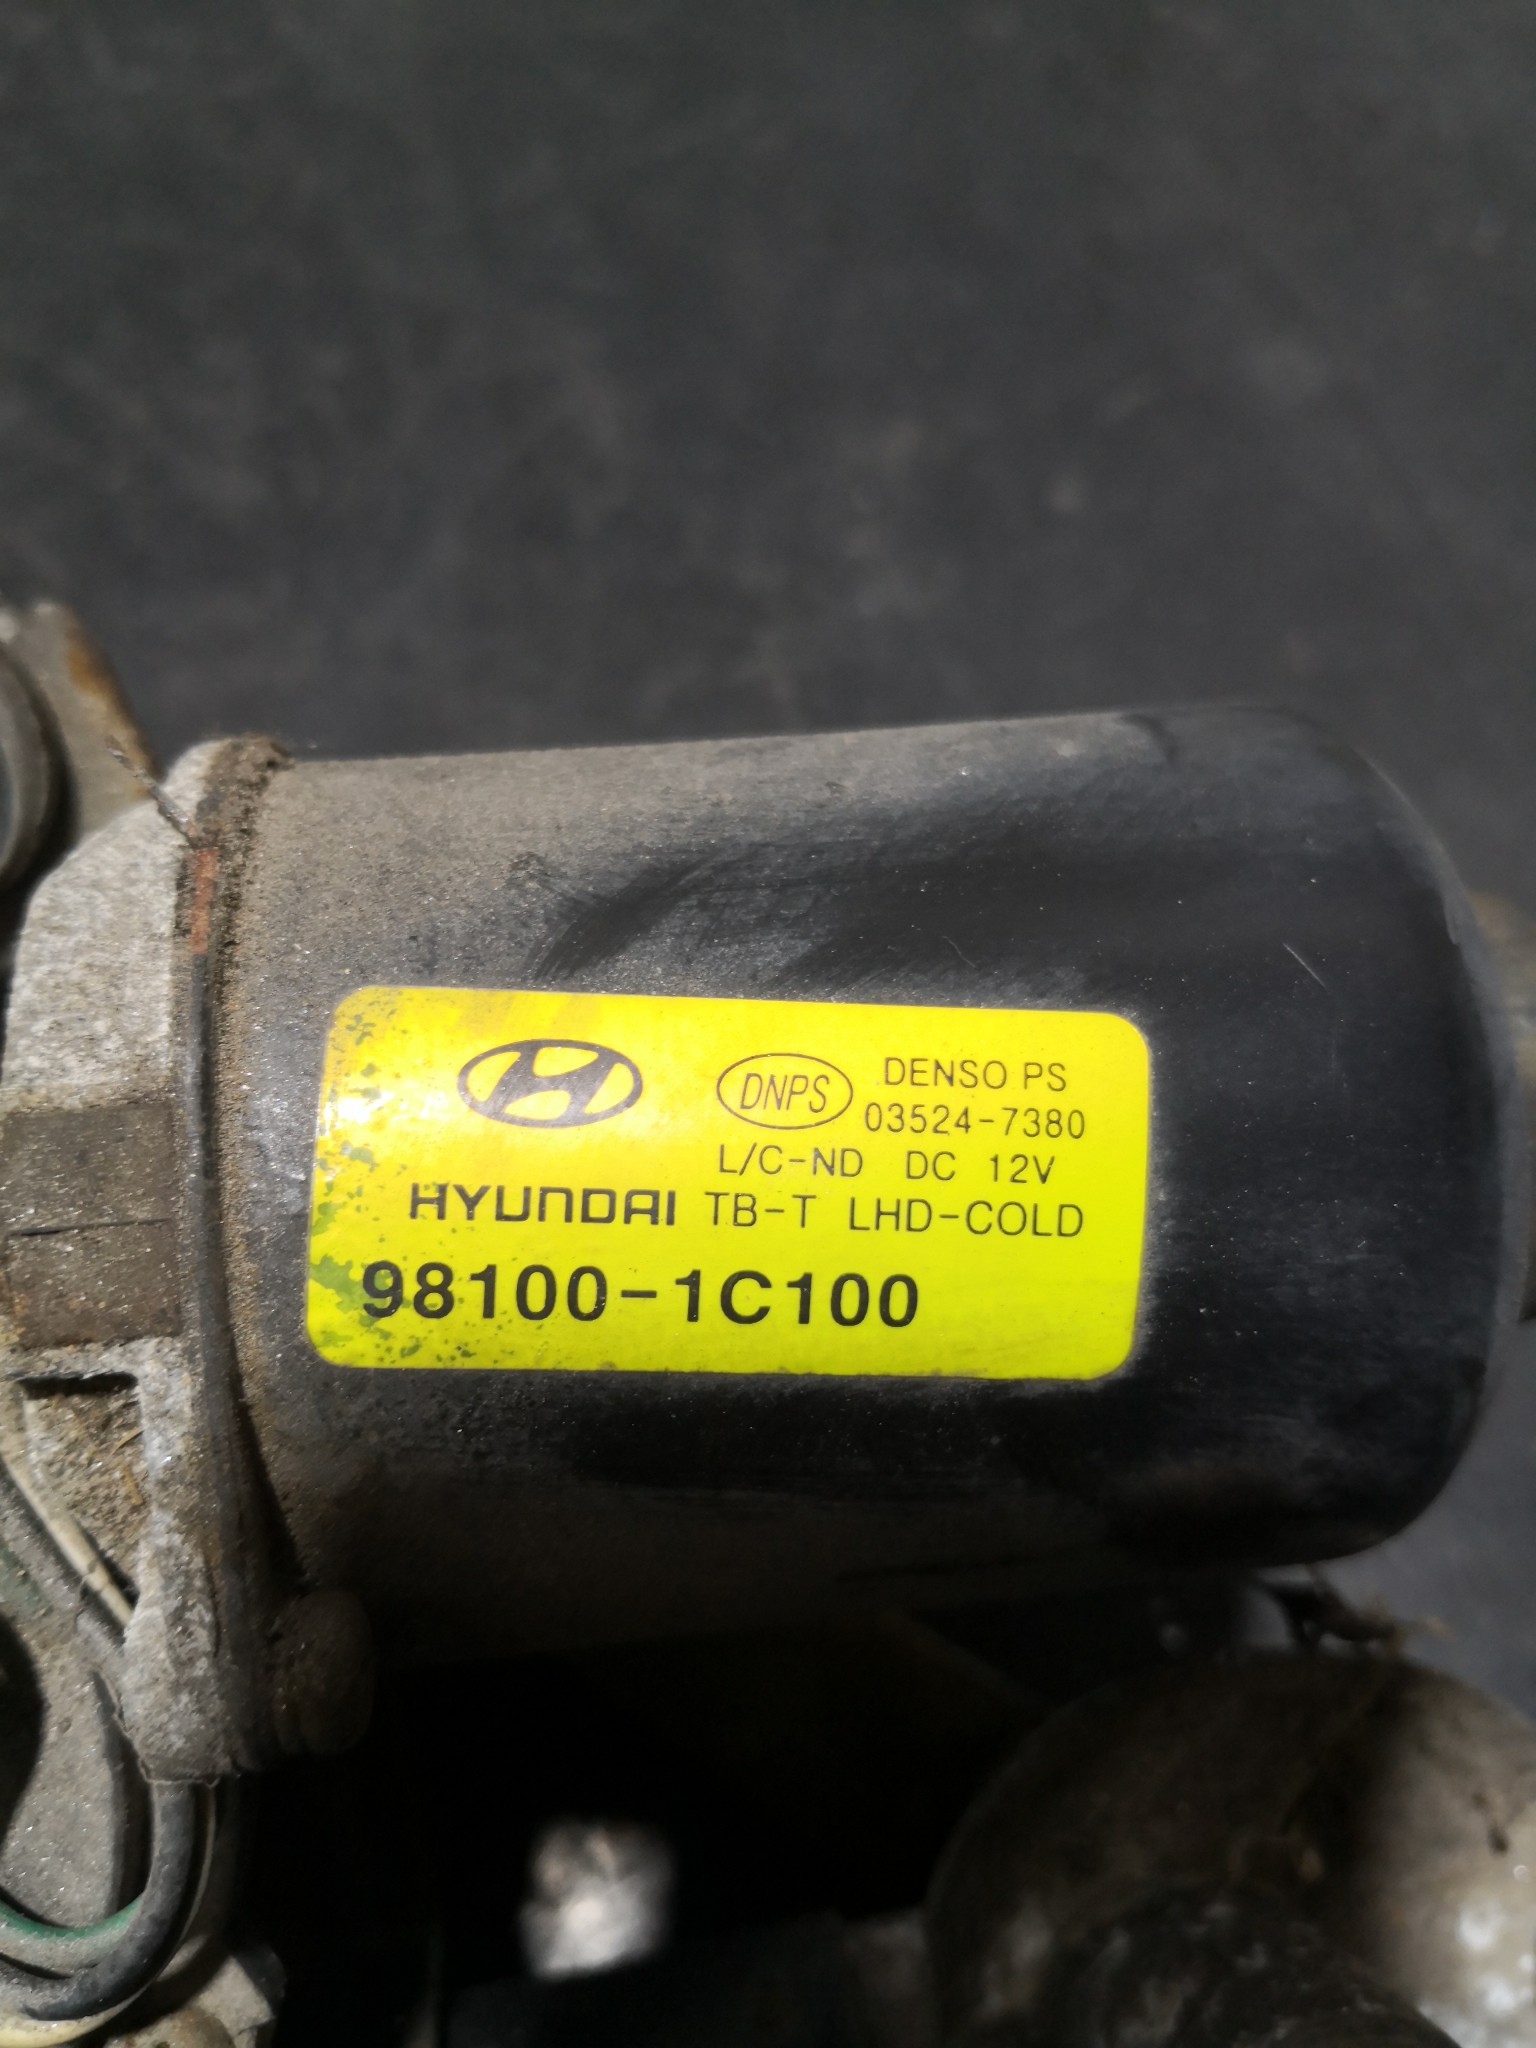 DNPS DENSO PS
03524-7380
L/C-ND DC 12V
HYUNDAI TB-T LHD-COLD
98100-1C100